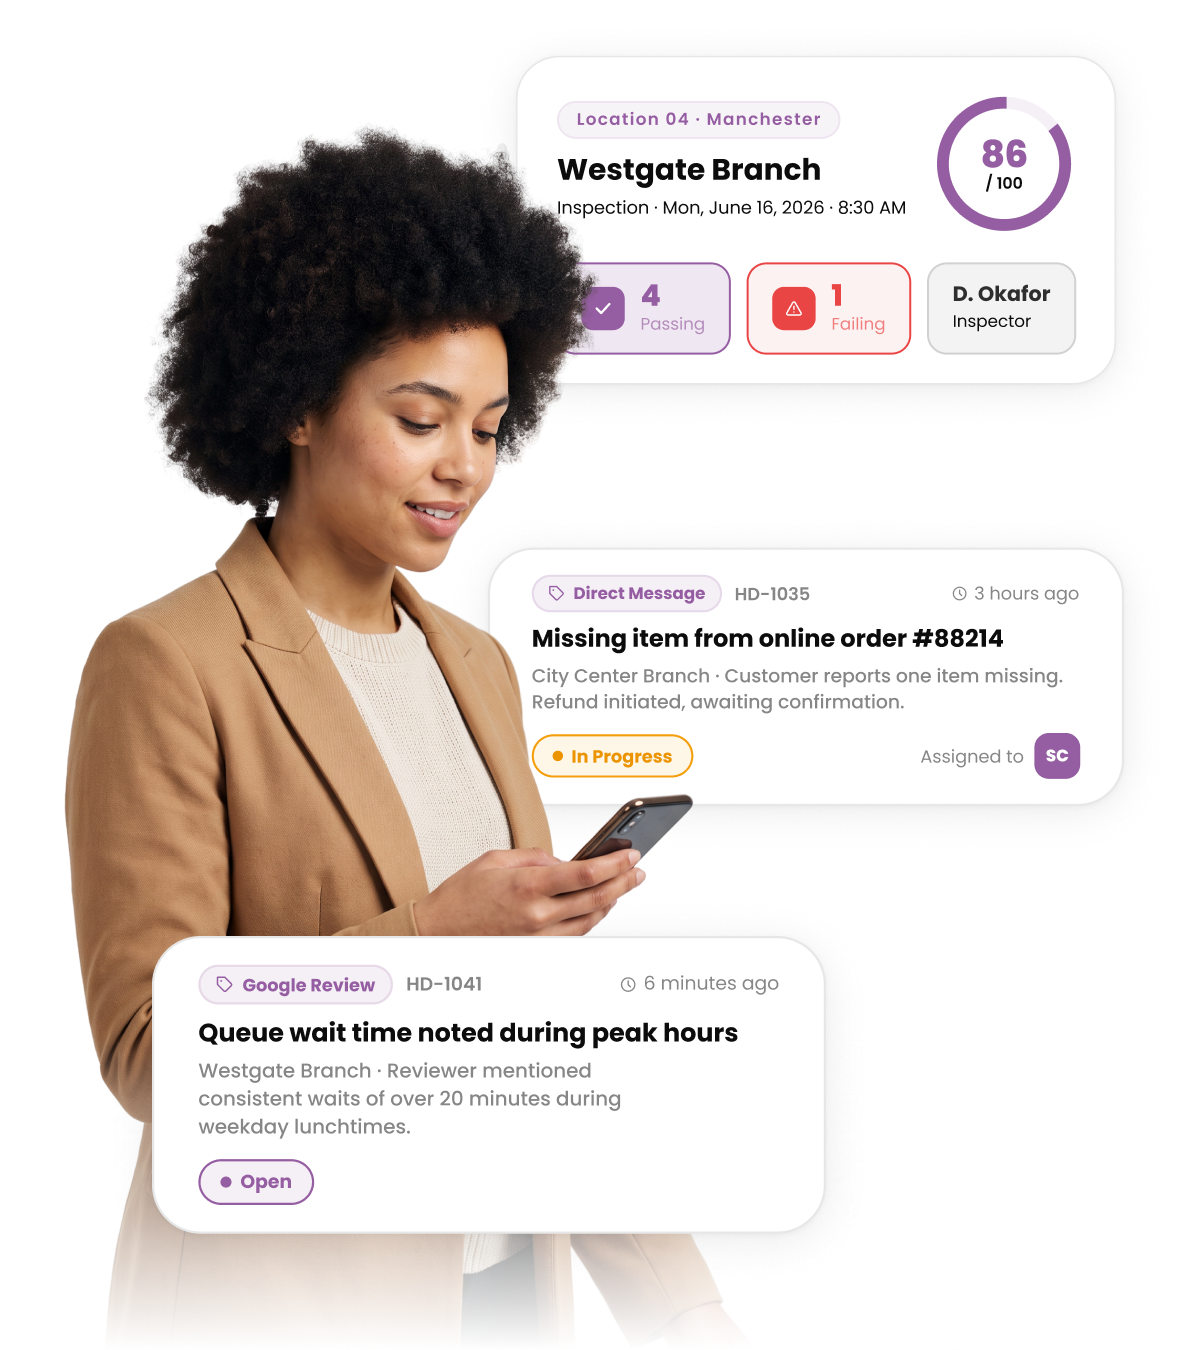 Location 04 · Manchester
Westgate Branch
Inspection · Mon, June 16, 2026 · 8:30 AM
86
/ 100
4
Passing
1
Failing
D. Okafor
Inspector
Direct Message
HD-1035
3 hours ago
Missing item from online order #88214
City Center Branch · Customer reports one item missing.
Refund initiated, awaiting confirmation.
In Progress
Assigned to
SC
Google Review
HD-1041
6 minutes ago
Queue wait time noted during peak hours
Westgate Branch · Reviewer mentioned
consistent waits of over 20 minutes during
weekday lunchtimes.
Open